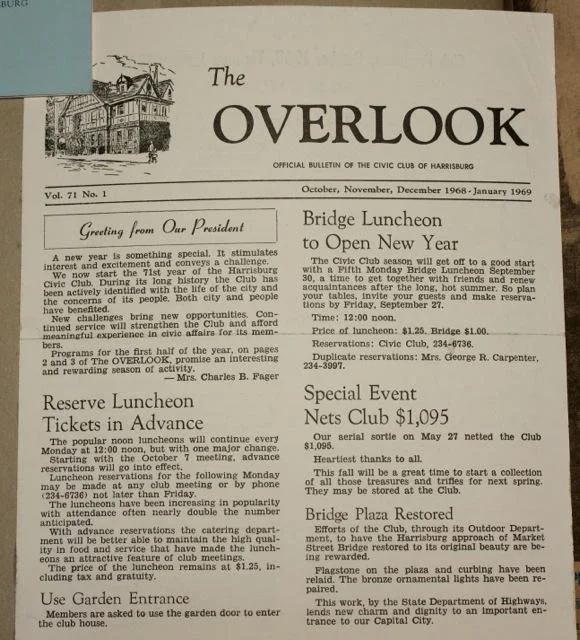 SBURG
The
OVERLOOK
OFFICIAL BULLETIN OF THE CIVIC CLUB OF HARRISBURG
Vol. 71 No. 1
October, November, December 1968 - January 1969
Greeting from Our President
A new year is something special. It stimulates
interest and excitement and conveys a challenge.
We now start the 71st year of the Harrisburg
Civic Club. During its long history the Club has
been actively identified with the life of the city and
the concerns of its people. Both city and people
have benefited.
New challenges bring new opportunities. Con-
tinued service will strengthen the Club and afford
meaningful experience in civic affairs for its mem-
bers.
Programs for the first half of the year, on pages
2 and 3 of The OVERLOOK, promise an interesting
and rewarding season of activity.
— Mrs. Charles B. Fager
Reserve Luncheon
Tickets in Advance
The popular noon luncheons will continue every
Monday at 12:00 noon, but with one major change.
Starting with the October 7 meeting, advance
reservations will go into effect.
Luncheon reservations for the following Monday
may be made at any club meeting or by phone
(234-6736) not later than Friday.
The luncheons have been increasing in popularity
with attendance often nearly double the number
anticipated.
With advance reservations the catering depart-
ment will be better able to maintain the high qual-
ity in food and service that have made the lunch-
eons an attractive feature of club meetings.
The price of the luncheon remains at $1.25, in-
cluding tax and gratuity.
Use Garden Entrance
Members are asked to use the garden door to enter
the club house.
Bridge Luncheon
to Open New Year
The Civic Club season will get off to a good start
with a Fifth Monday Bridge Luncheon September
30, a time to get together with friends and renew
acquaintances after the long, hot summer. So plan
your tables, invite your guests and make reserva-
tions by Friday, September 27.
Time: 12:00 noon.
Price of luncheon: $1.25. Bridge $1.00.
Reservations: Civic Club, 234-6736.
Duplicate reservations: Mrs. George R. Carpenter,
234-3997.
Special Event
Nets Club $1,095
Our aerial sortie on May 27 netted the Club
$1,095.
Heartiest thanks to all.
This fall will be a great time to start a collection
of all those treasures and trifles for next spring.
They may be stored at the Club.
Bridge Plaza Restored
Efforts of the Club, through its Outdoor Depart-
ment, to have the Harrisburg approach of Market
Street Bridge restored to its original beauty are be-
ing rewarded.
Flagstone on the plaza and curbing have been
relaid. The bronze ornamental lights have been re-
paired.
This work, by the State Department of Highways,
lends new charm and dignity to an important en-
trance to our Capital City.